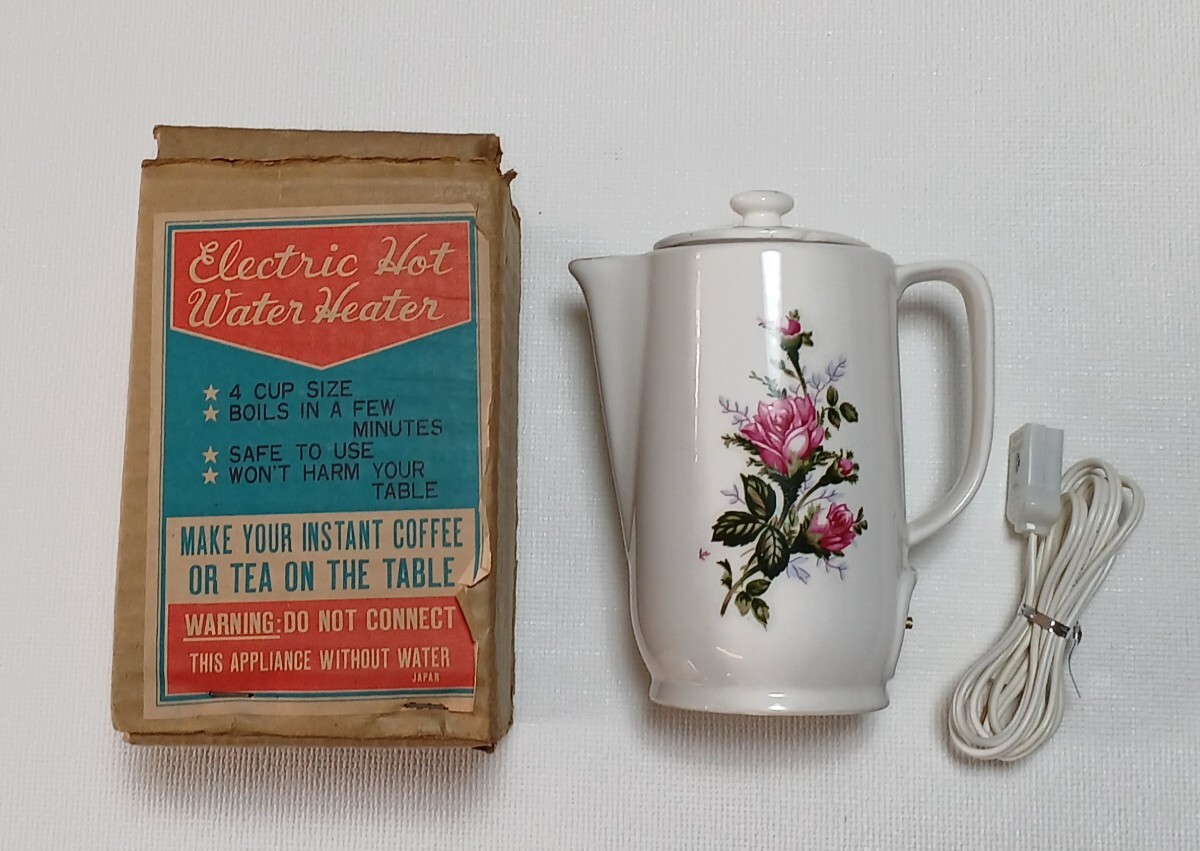 Electric Hot
Water Heater
★ 4 CUP SIZE
★ BOILS IN A FEW
MINUTES
★ SAFE TO USE
★ WON'T HARM YOUR
TABLE
MAKE YOUR INSTANT COFFEE
OR TEA ON THE TABLE
WARNING: DO NOT CONNECT
THIS APPLIANCE WITHOUT WATER
JAPAN